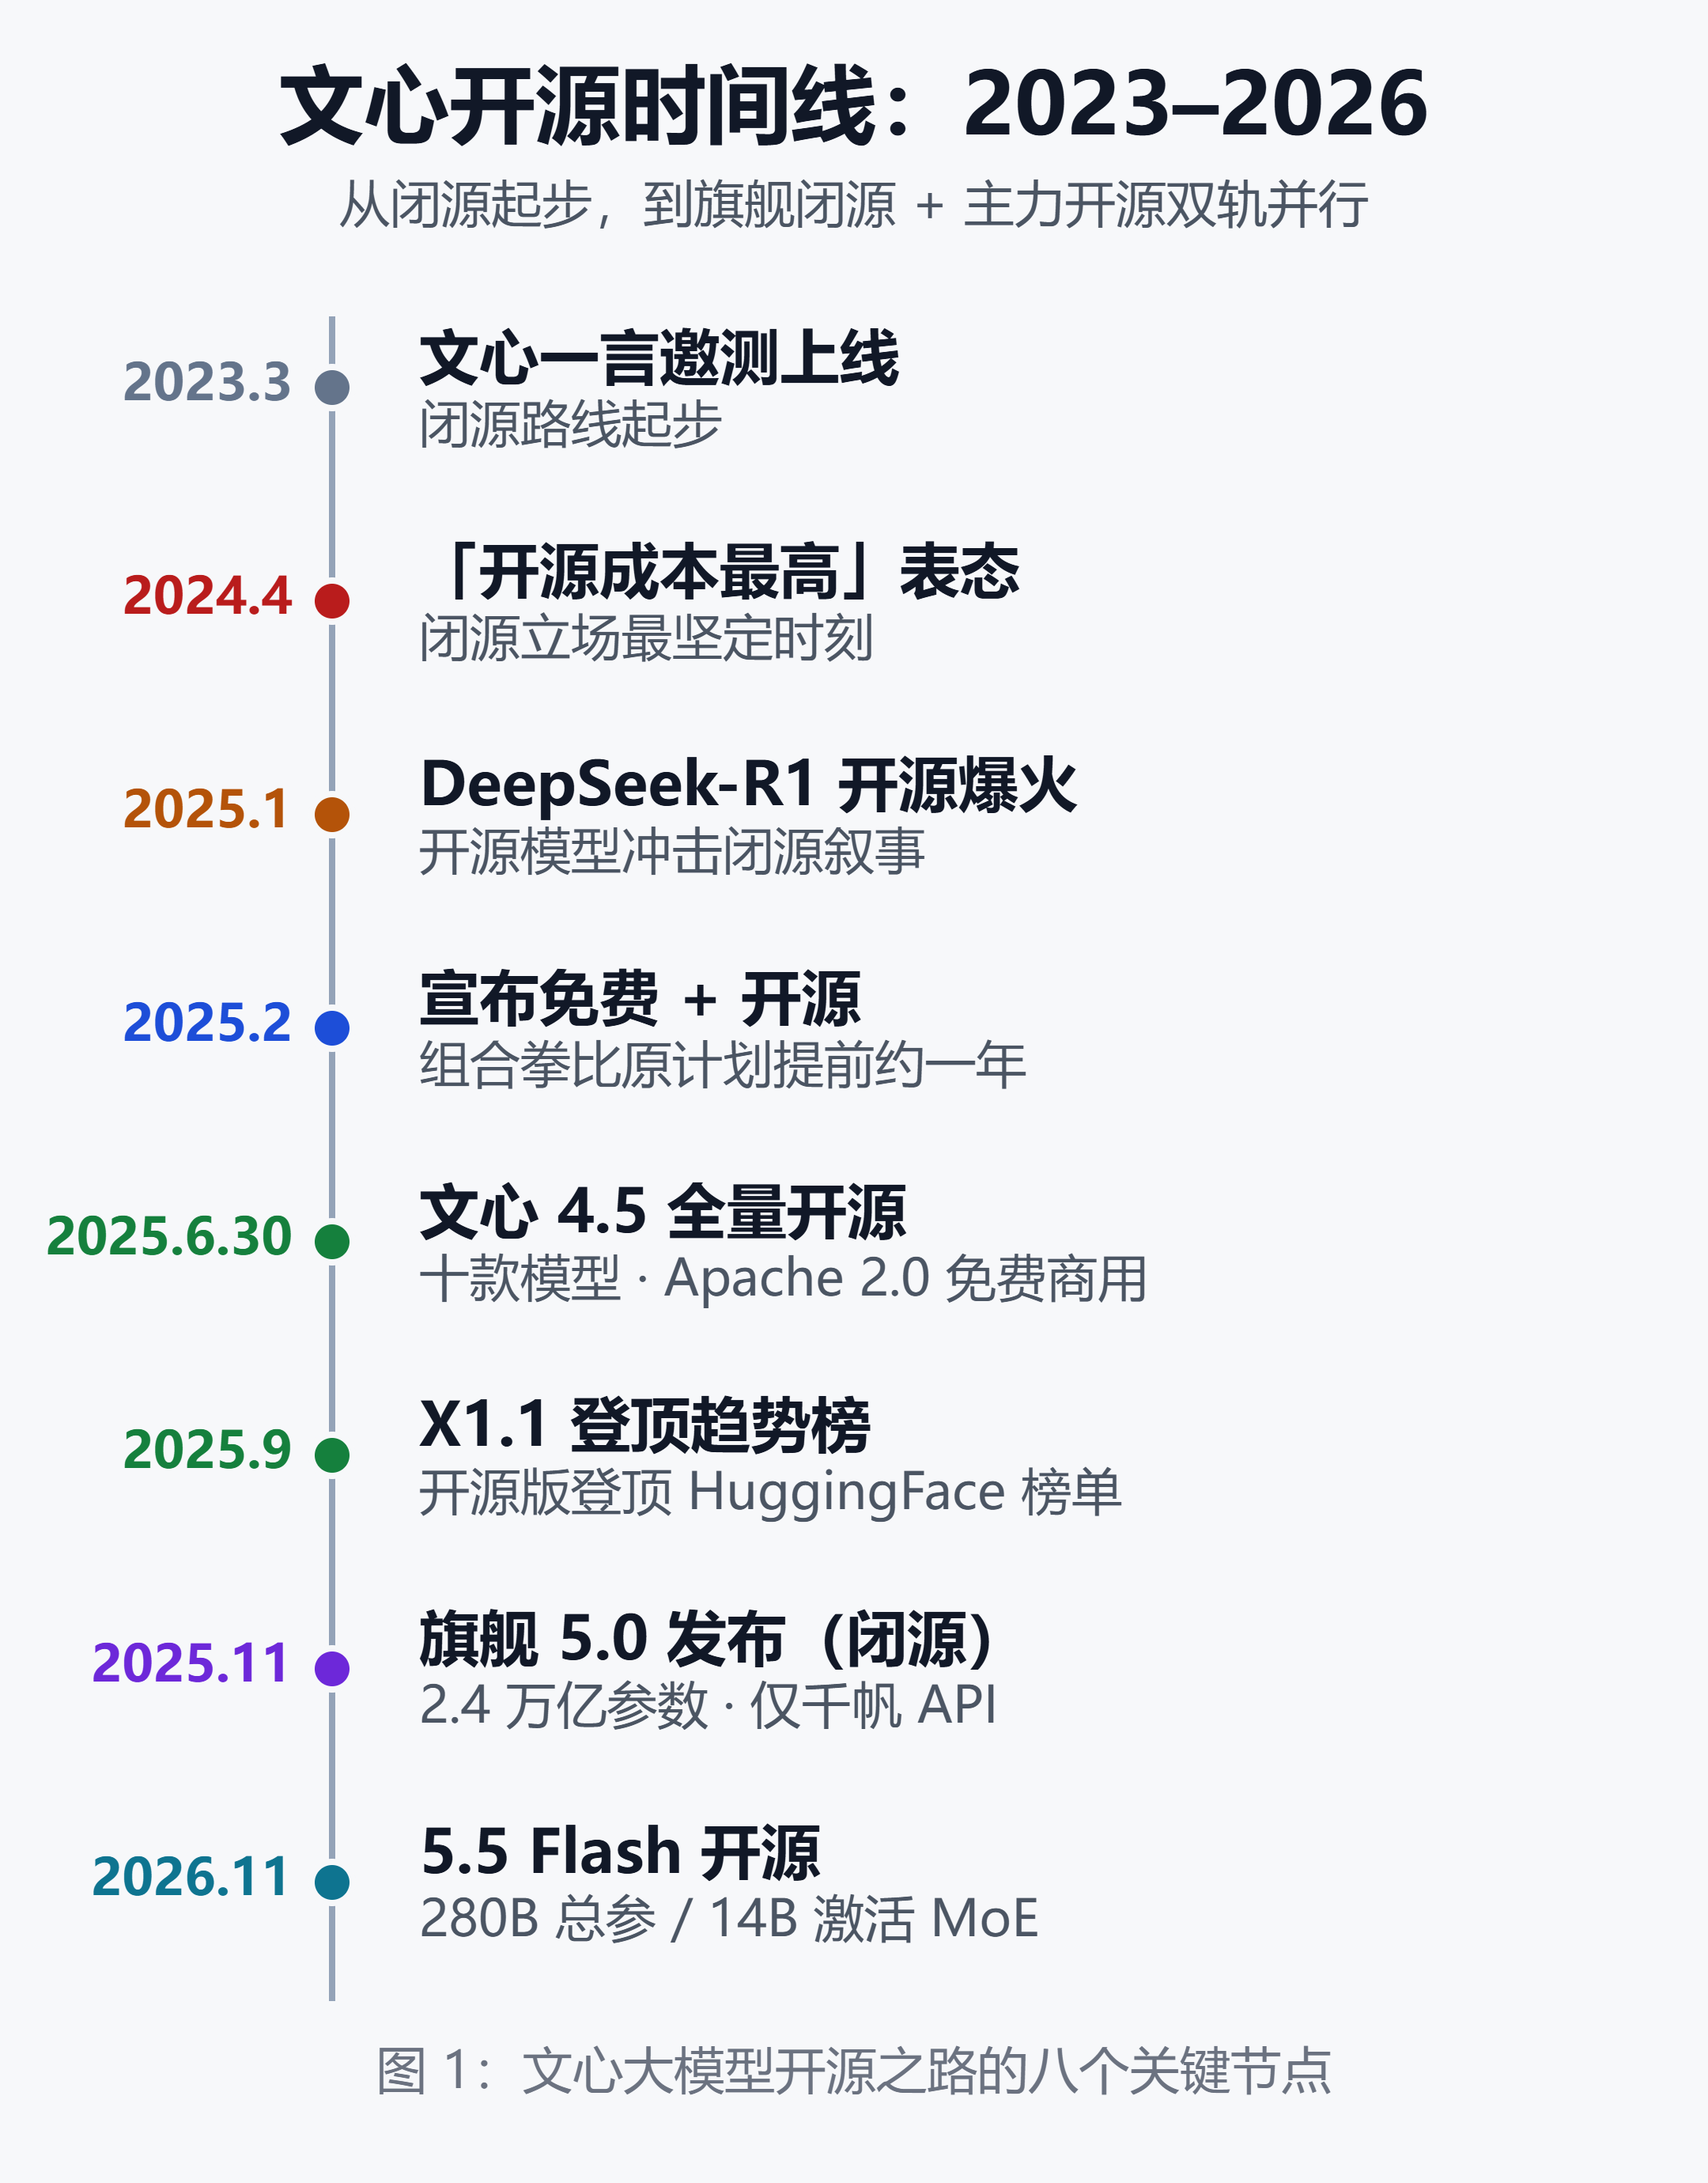 文心开源时间线：2023–2026
从闭源起步，到旗舰闭源 + 主力开源双轨并行
2023.3
文心一言邀测上线
闭源路线起步
2024.4
「开源成本最高」表态
闭源立场最坚定时刻
2025.1
DeepSeek-R1 开源爆火
开源模型冲击闭源叙事
2025.2
宣布免费 + 开源
组合拳比原计划提前约一年
2025.6.30
文心 4.5 全量开源
十款模型 · Apache 2.0 免费商用
2025.9
X1.1 登顶趋势榜
开源版登顶 HuggingFace 榜单
2025.11
旗舰 5.0 发布（闭源）
2.4 万亿参数 · 仅千帆 API
2026.11
5.5 Flash 开源
280B 总参 / 14B 激活 MoE
图 1：文心大模型开源之路的八个关键节点